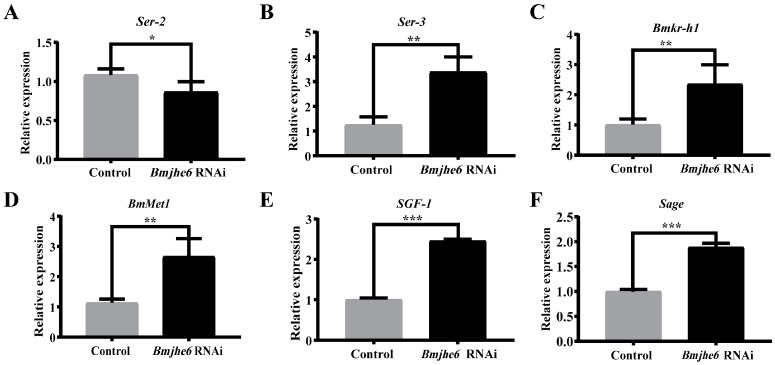 A
Ser-2
*
Relative expression
1.5
1.0
0.5
0.0
Control
Bmjhe6 RNAi
B
Ser-3
**
Relative expression
5
4
3
2
1
0
Control
Bmjhe6 RNAi
C
Bmkr-h1
**
Relative expression
4
3
2
1
0
Control
Bmjhe6 RNAi
D
BmMet1
**
Relative expression
4
3
2
1
0
Control
Bmjhe6 RNAi
E
SGF-1
***
Relative expression
3
2
1
0
Control
Bmjhe6 RNAi
F
Sage
***
Relative expression
2.5
2.0
1.5
1.0
0.5
0.0
Control
Bmjhe6 RNAi